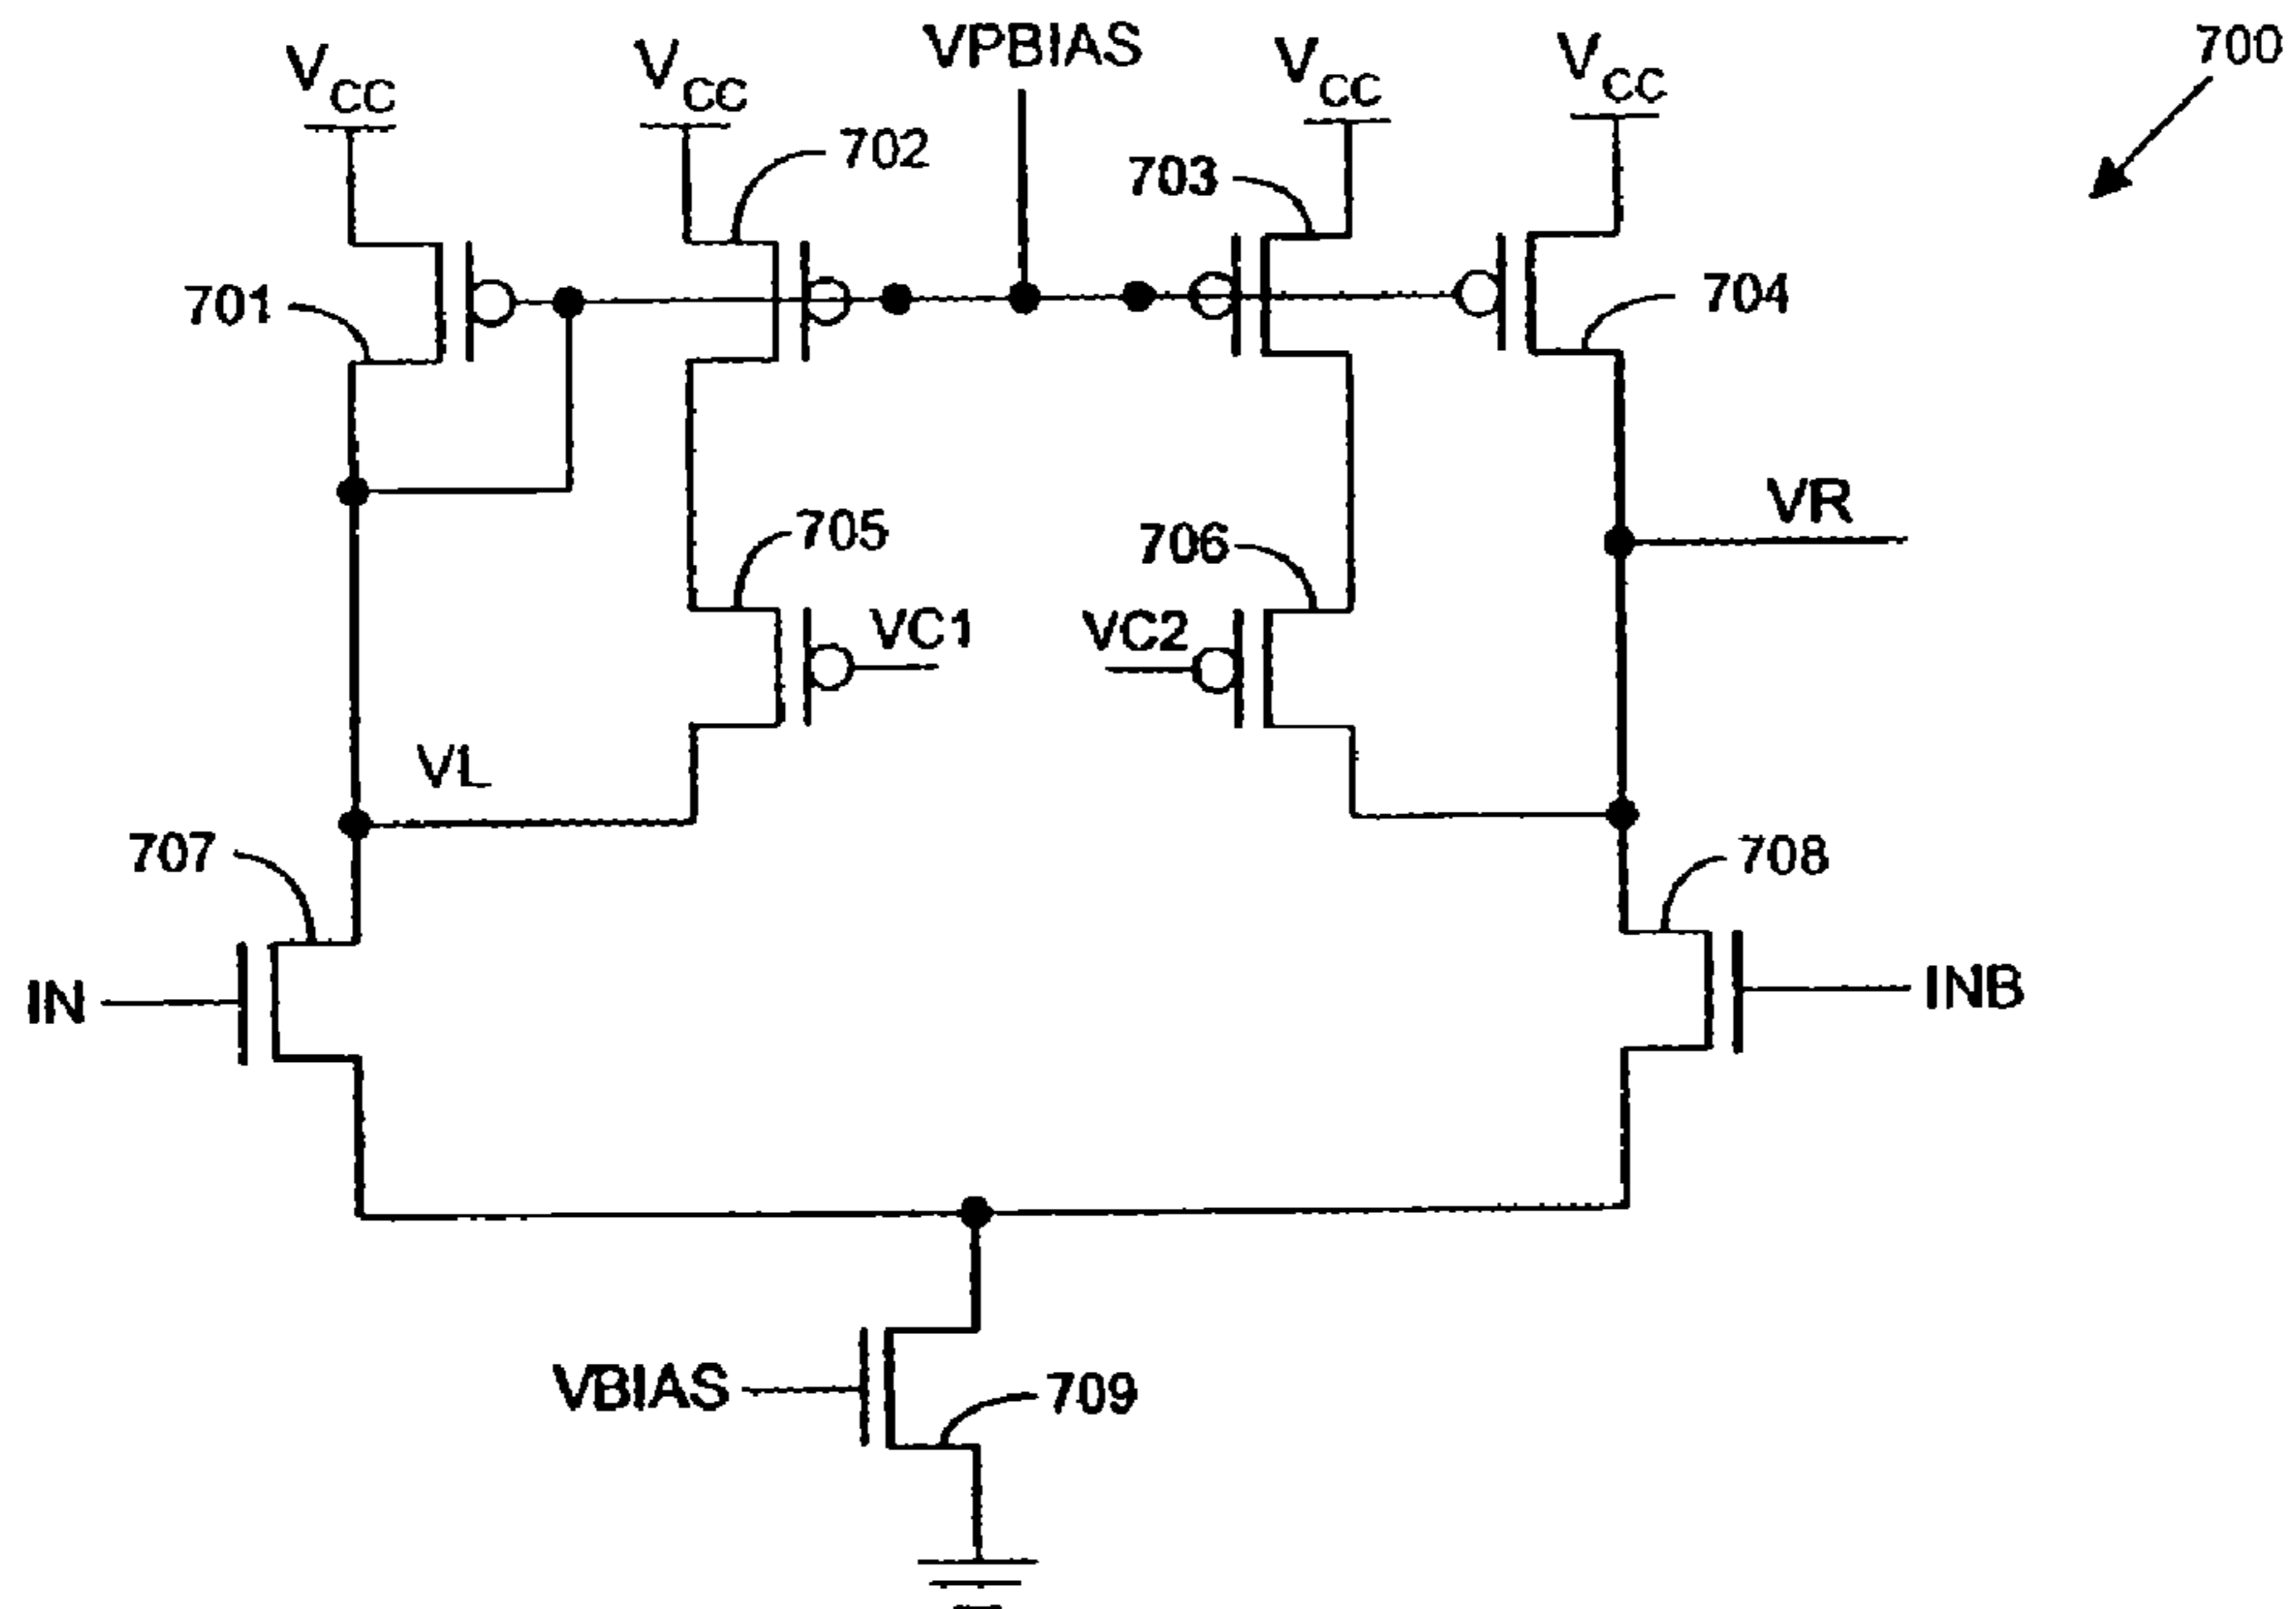 700
VCC
VCC
VPBIAS
VCC
VCC
702
703
701
704
705
706
VR
VC1
VC2
VL
707
708
IN
INB
VBIAS
709